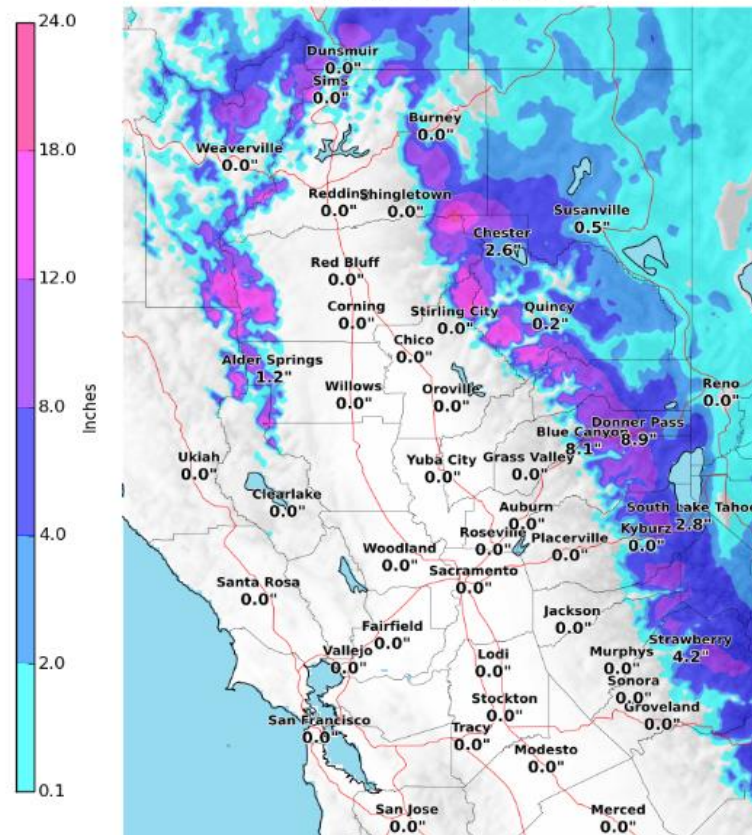 24.0
18.0
12.0
8.0
4.0
2.0
0.1
Inches
Dunsmuir
0.0"
Sims
0.0"
Burney
0.0"
Weaverville
0.0"
Redding
0.0"
Shingletown
0.0"
Susanville
0.5"
Chester
2.6"
Red Bluff
0.0"
Corning
0.0"
Stirling City
0.0"
Quincy
0.2"
Chico
0.0"
Alder Springs
1.2"
Willows
0.0"
Oroville
0.0"
Reno
0.0"
Donner Pass
8.9"
Blue Canyon
8.1"
Ukiah
0.0"
Yuba City
0.0"
Grass Valley
0.0"
Clearlake
0.0"
Auburn
0.0"
South Lake Tahoe
2.8"
Roseville
0.0"
Placerville
0.0"
Kyburz
0.0"
Woodland
0.0"
Sacramento
0.0"
Santa Rosa
0.0"
Jackson
0.0"
Fairfield
0.0"
Vallejo
0.0"
Lodi
0.0"
Murphys
0.0"
Strawberry
4.2"
Sonora
0.0"
Stockton
0.0"
Groveland
0.0"
San Francisco
0.0"
Tracy
0.0"
Modesto
0.0"
San Jose
0.0"
Merced
0.0"